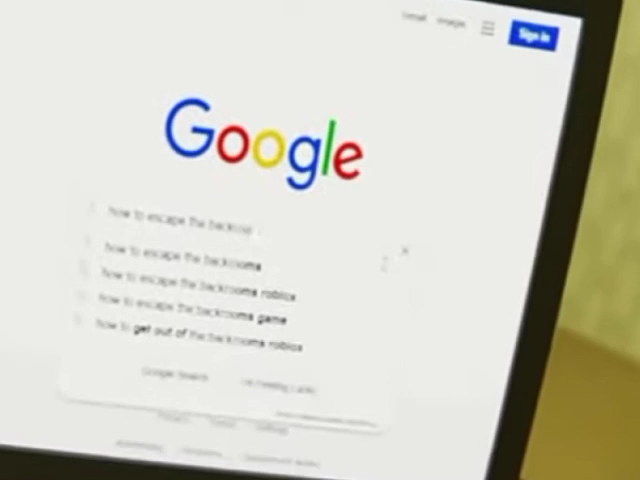 Gmail Images Sign in
Google
how to escape the backroo
how to escape the backrooms
how to escape the backrooms roblox
how to escape the backrooms game
how to get out of the backrooms roblox
Google Search I'm Feeling Lucky